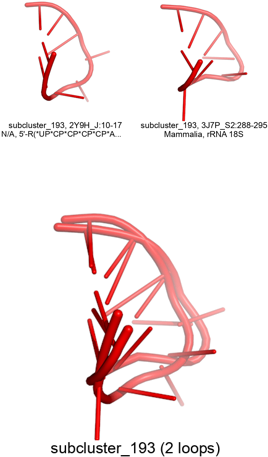 subcluster_193, 2Y9H_J:10-17
N/A, 5'-R(*UP*CP*CP*CP*CP*A...
subcluster_193, 3J7P_S2:288-295
Mammalia, rRNA 18S
subcluster_193 (2 loops)